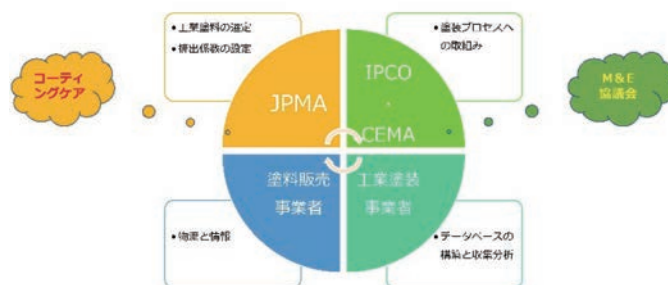 • 工業塗料の選定
• 排出係数の設定
• 塗装プロセスへ
の取組み
コーティ
ングケア
JPMA
IPCO
CEMA
M&E
協議会
塗料販売
事業者
工業塗装
事業者
• 物流と情報
• データベースの
構築と収集分析